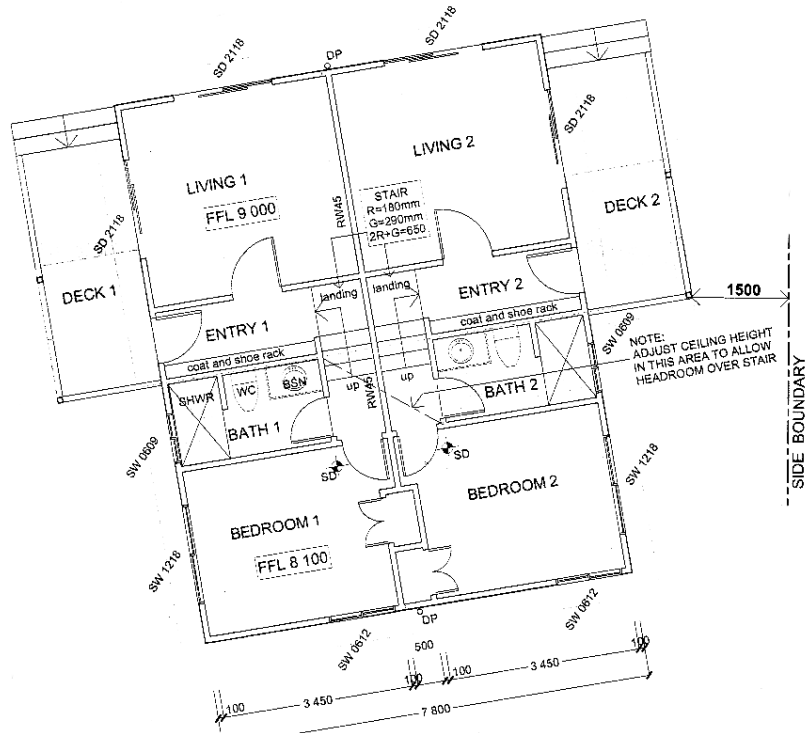 SD 2118
DP
SD 2118
LIVING 1
FFL 9 000
RW45
LIVING 2
STAIR
R=180mm
G=290mm
2R+G=650
SD 2118
SD 2118
DECK 1
DECK 2
1500
landing
landing
ENTRY 1
ENTRY 2
coat and shoe rack
coat and shoe rack
SW 0609
NOTE:
ADJUST CEILING HEIGHT
IN THIS AREA TO ALLOW
HEADROOM OVER STAIR
SIDE BOUNDARY
SHWR
WC
BSN
up
RW45
up
BATH 1
BATH 2
SW 0609
SD
SD
SW 1218
BEDROOM 1
FFL 8 100
BEDROOM 2
SW 1218
SW 0612
DP
SW 0612
500
100
3 450
100
100
3 450
100
7 800